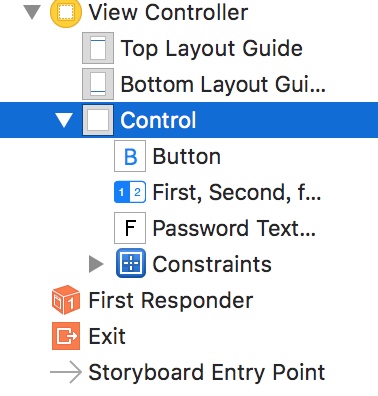 View Controller
Top Layout Guide
Bottom Layout Gui...
Control
B Button
1 2 First, Second, f...
F Password Text...
Constraints
1 First Responder
Exit
Storyboard Entry Point